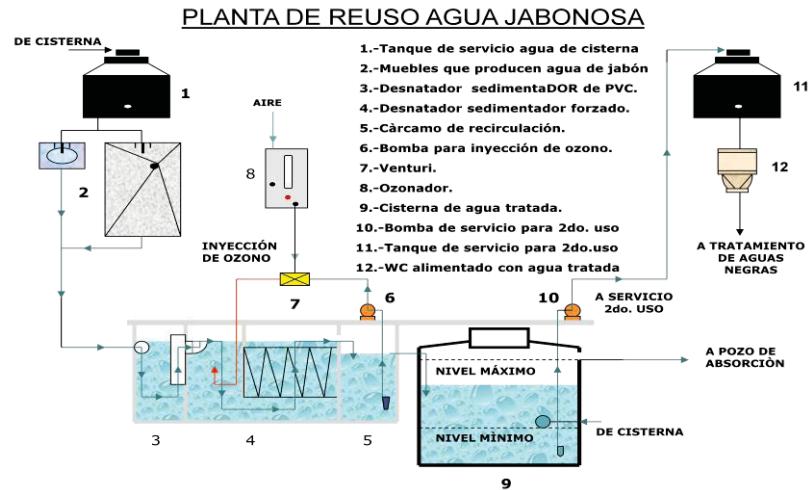 PLANTA DE REUSO AGUA JABONOSA
DE CISTERNA
1
1.-Tanque de servicio agua de cisterna
2.-Muebles que producen agua de jabón
3.-Desnatador sedimentaDOR de PVC.
4.-Desnatador sedimentador forzado.
5.-Càrcamo de recirculación.
6.-Bomba para inyección de ozono.
7.-Venturi.
8.-Ozonador.
9.-Cisterna de agua tratada.
10.-Bomba de servicio para 2do. uso
11.-Tanque de servicio para 2do.uso
12.-WC alimentado con agua tratada
11
AIRE
8
2
12
INYECCIÓN
DE OZONO
A TRATAMIENTO
DE AGUAS
NEGRAS
7
6
10
A SERVICIO
2do. USO
NIVEL MÁXIMO
A POZO DE
ABSORCIÒN
NIVEL MÌNIMO
DE CISTERNA
3
4
5
9